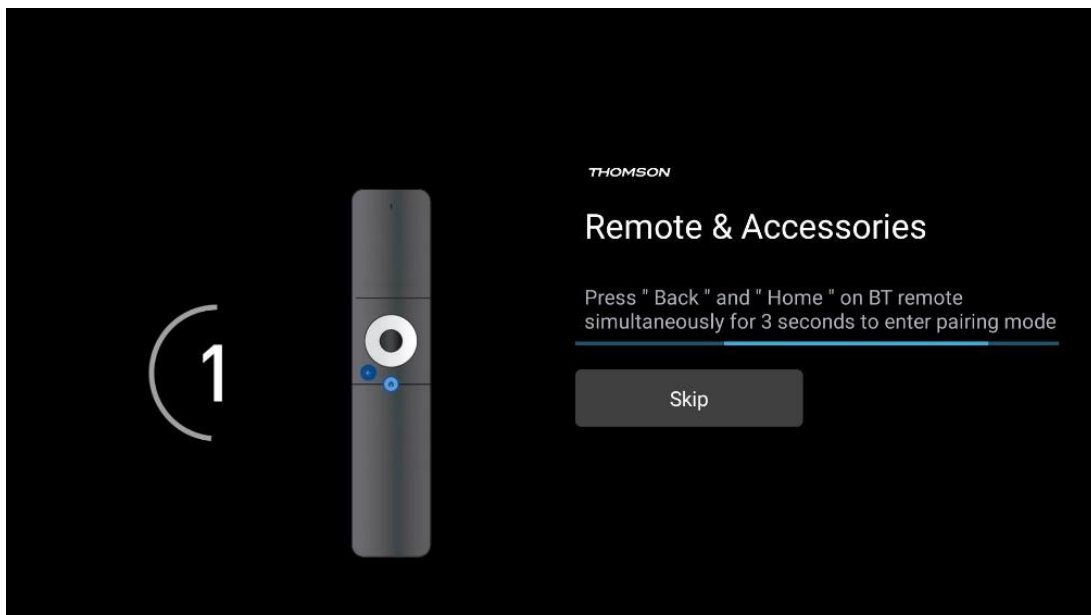 1
THOMSON
Remote & Accessories
Press " Back " and " Home " on BT remote
simultaneously for 3 seconds to enter pairing mode
Skip